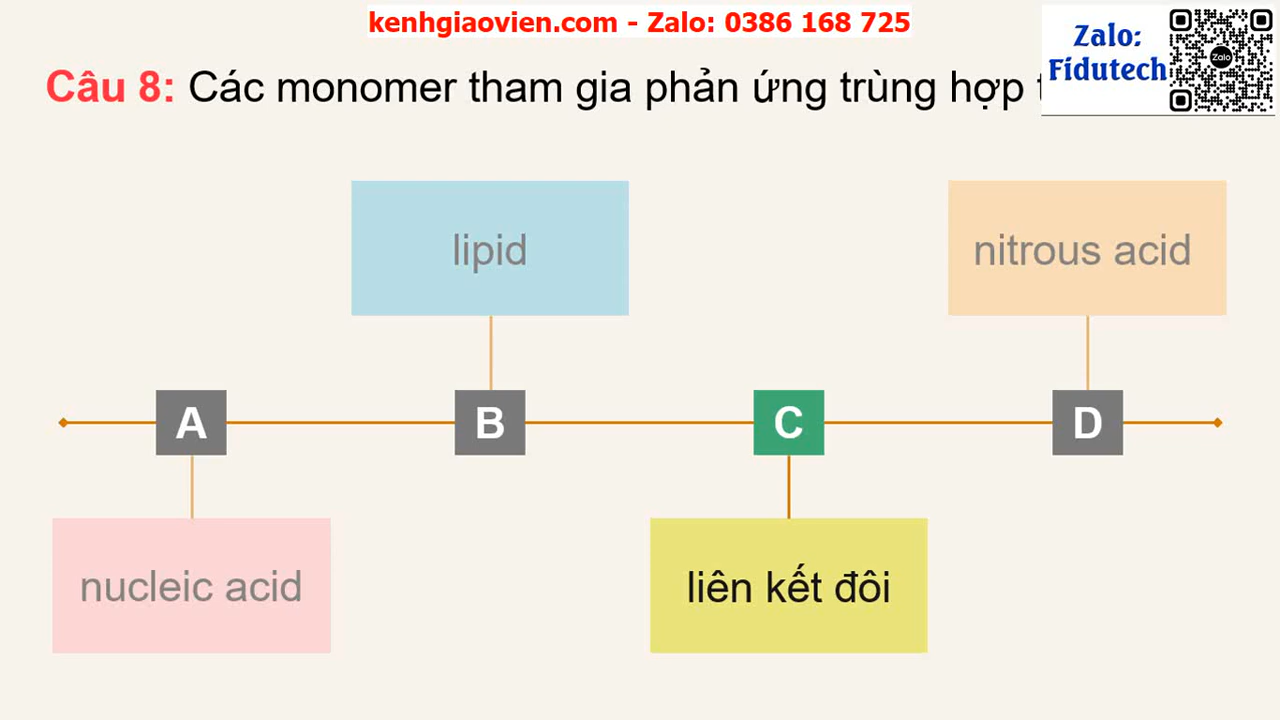 kenhgiaovien.com - Zalo: 0386 168 725
Zalo:
Fidutech
Zalo
Câu 8: Các monomer tham gia phản ứng trùng hợp
lipid
nitrous acid
A
B
C
D
nucleic acid
liên kết đôi